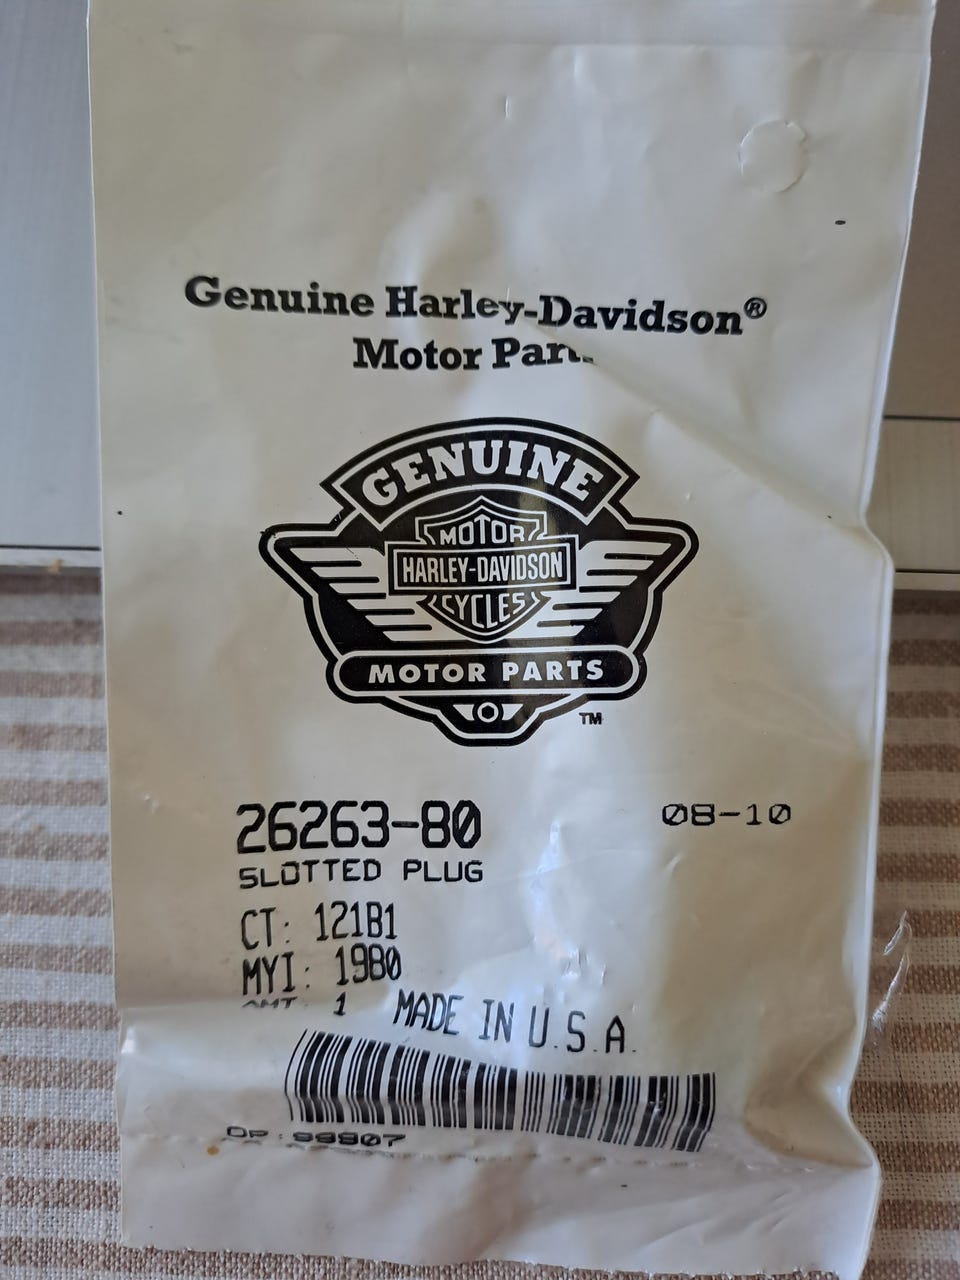 Genuine Harley-Davidson®
Motor
GENUINE
MOTOR
HARLEY-DAVIDSON
CYCLES
MOTOR PARTS
TM
26263-80 08-10
SLOTTED PLUG
CT: 121B1
MYI: 1980
1 MADE IN U.S.A.